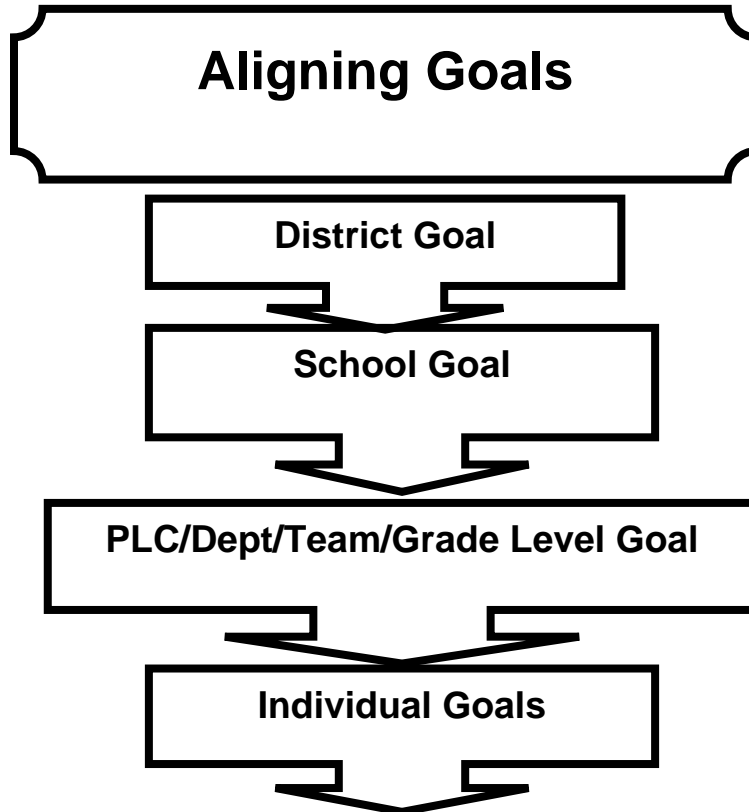 Aligning Goals
District Goal
School Goal
PLC/Dept/Team/Grade Level Goal
Individual Goals